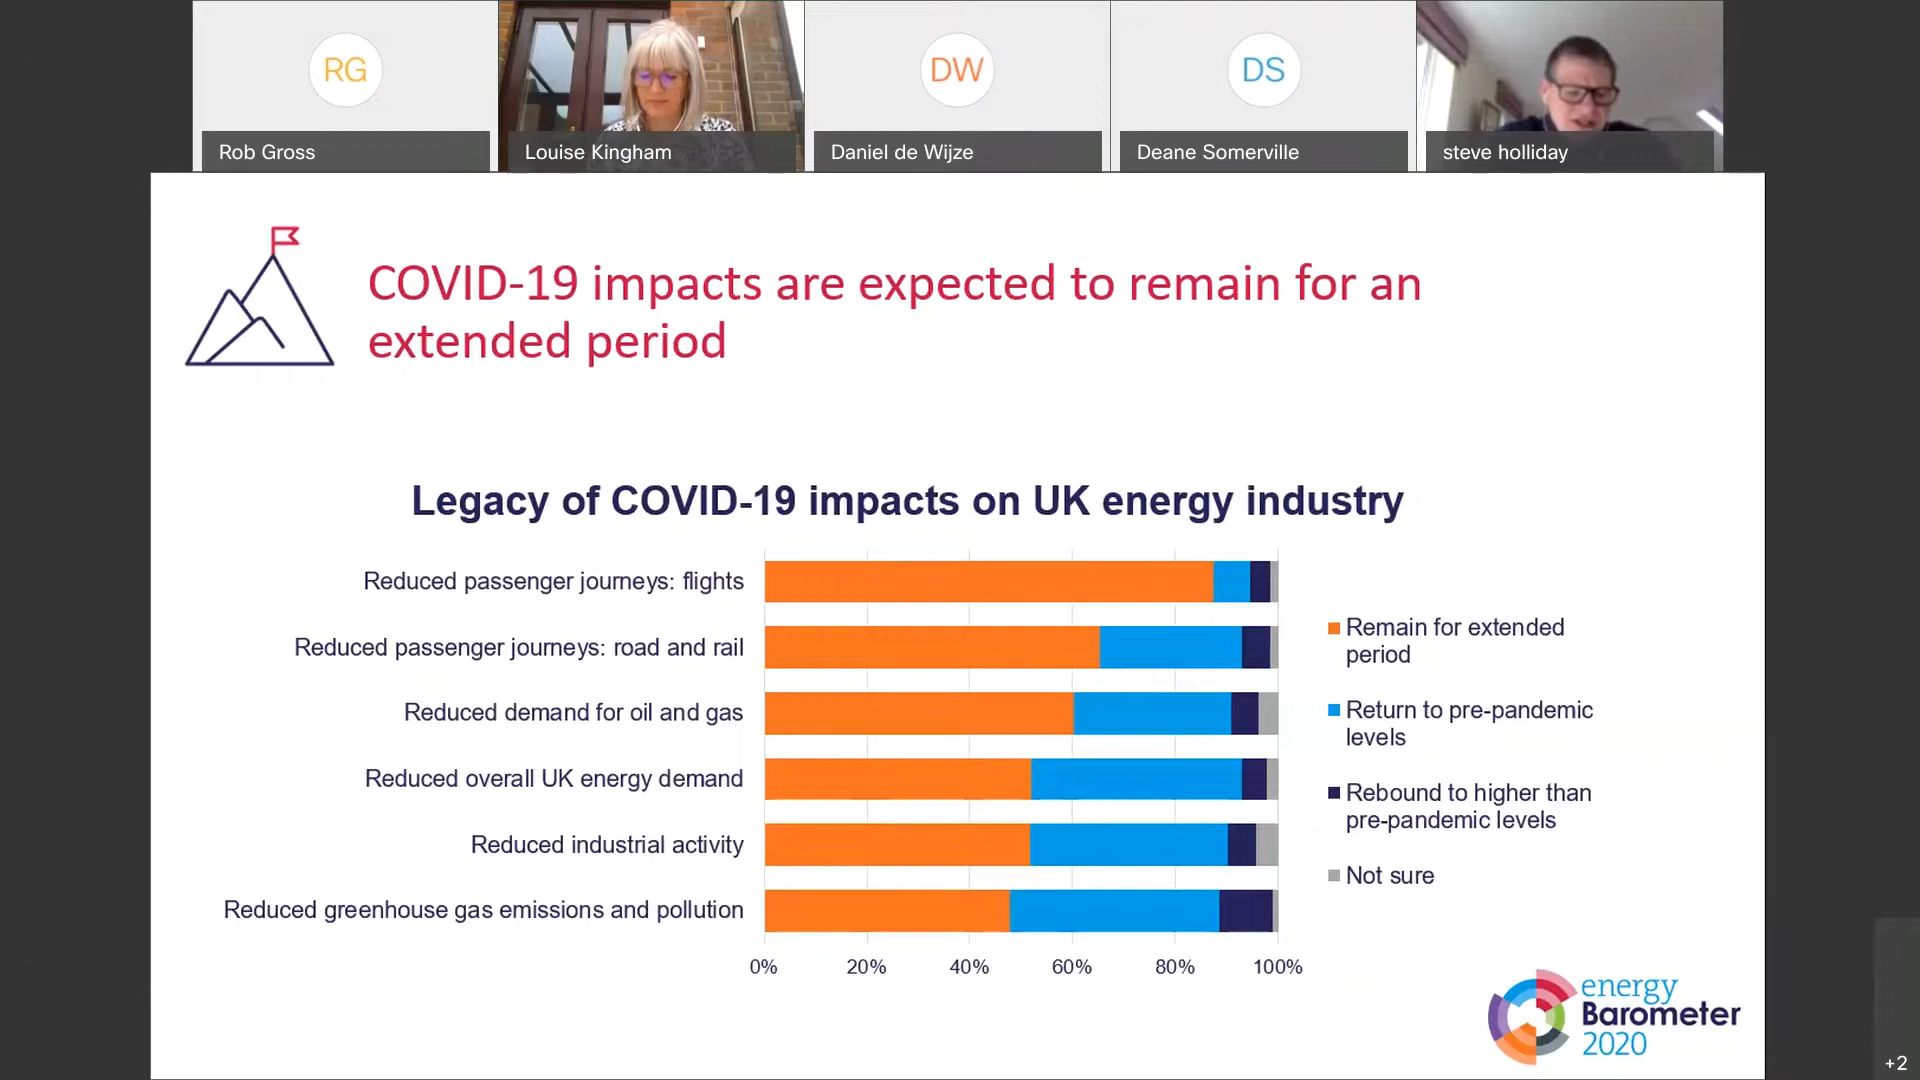 RG
DW
DS
Rob Gross
Louise Kingham
Daniel de Wijze
Deane Somerville
steve holliday
COVID-19 impacts are expected to remain for an
extended period
Legacy of COVID-19 impacts on UK energy industry
Reduced passenger journeys: flights
Reduced passenger journeys: road and rail
Reduced demand for oil and gas
Reduced overall UK energy demand
Reduced industrial activity
Reduced greenhouse gas emissions and pollution
0% 20% 40% 60% 80% 100%
Remain for extended
period
Return to pre-pandemic
levels
Rebound to higher than
pre-pandemic levels
Not sure
energy
Barometer
2020
+2